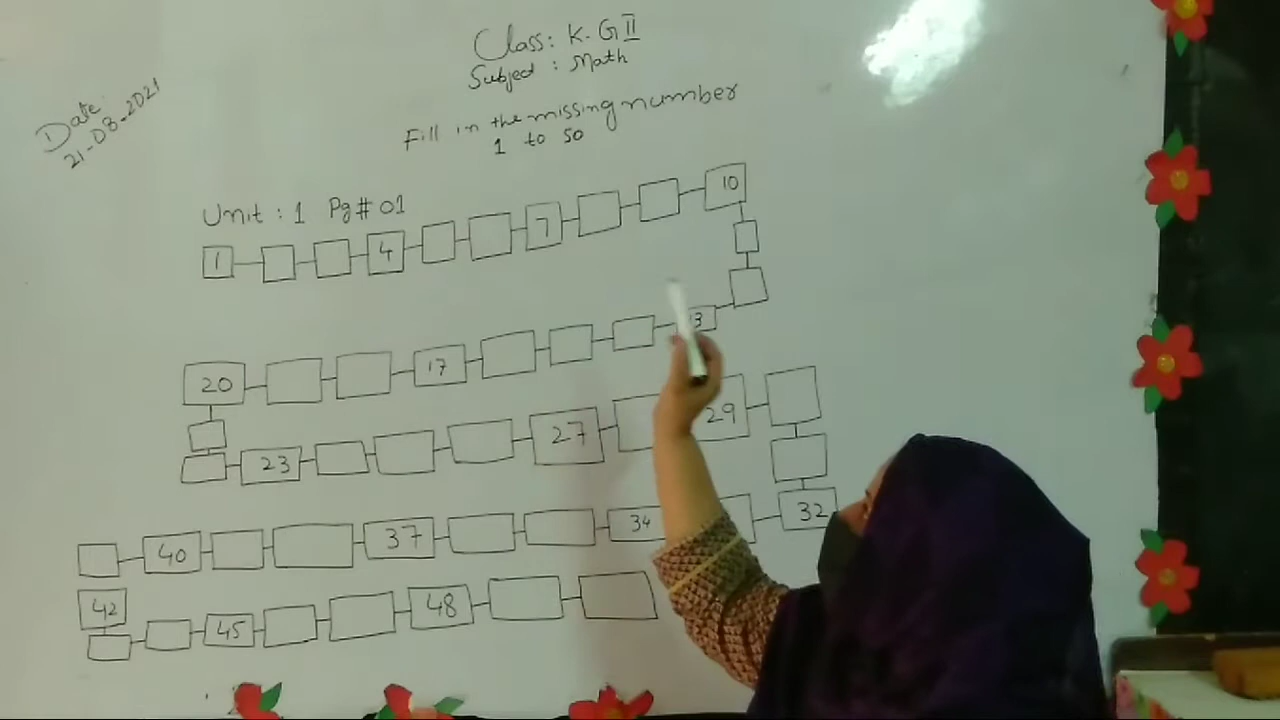 Class: K. G II
Subject : Math
Date:
21-08-2021
Fill in the missing number
1 to 50
Unit : 1 Pg# 01
1 4 7 10
20 17 13
23 27 29
40 37 34 32
42
45 48